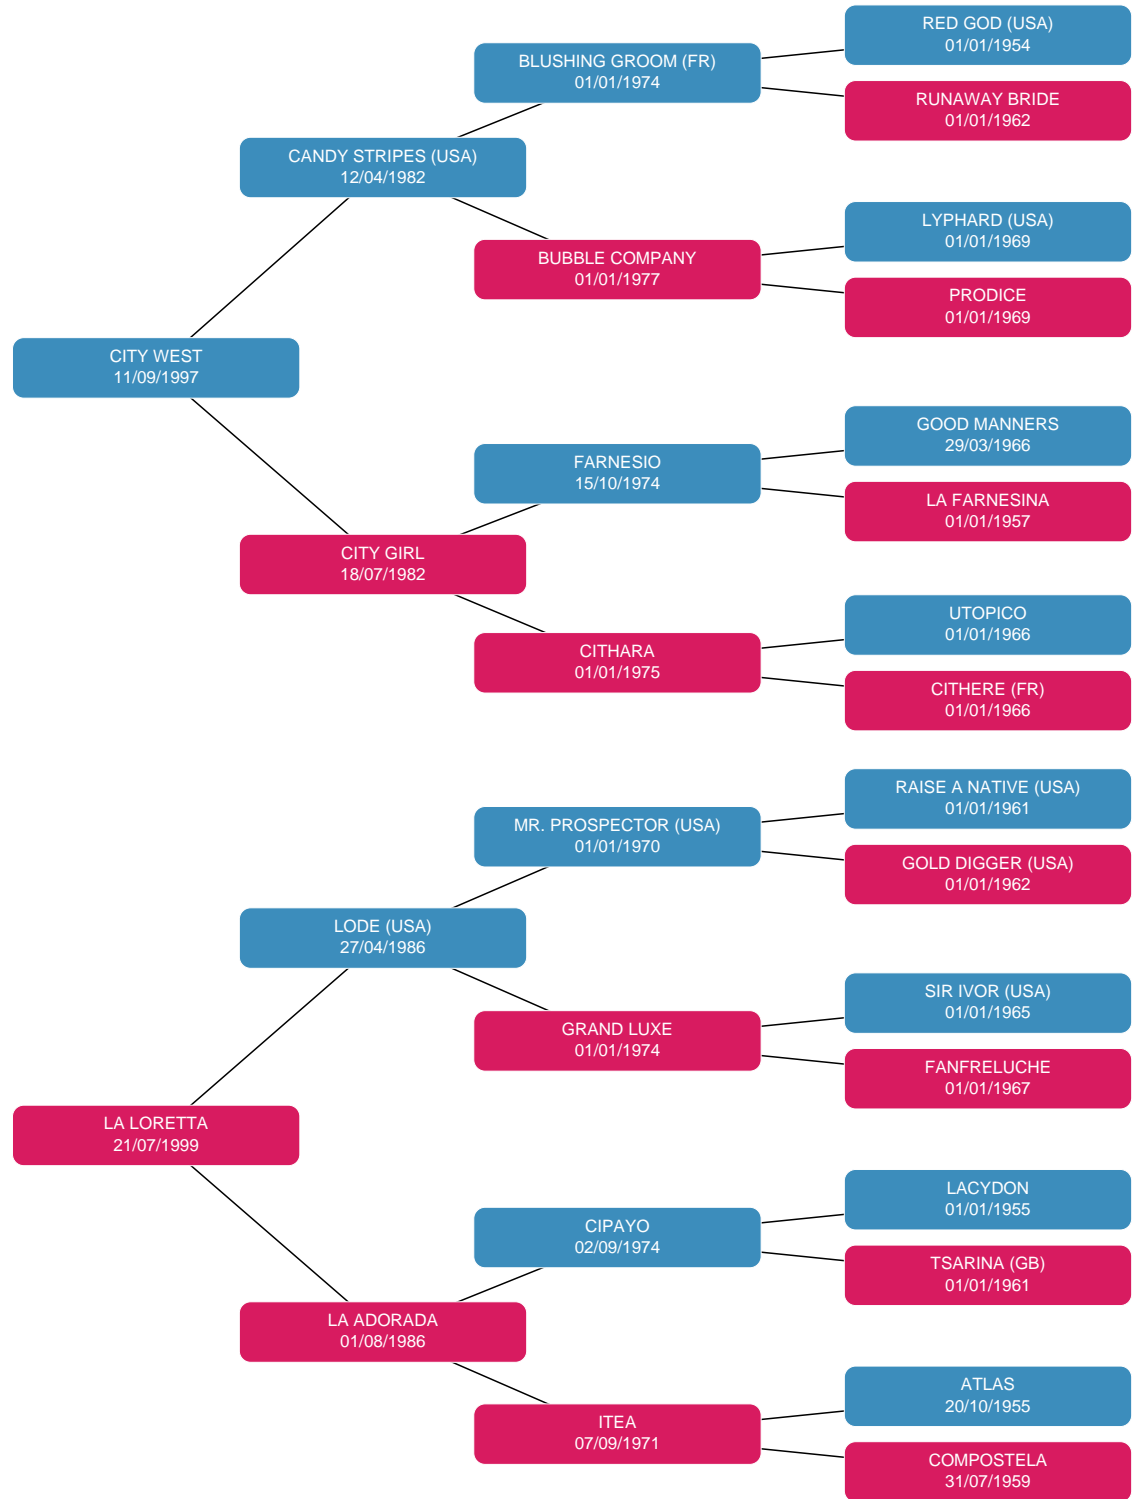 RED GOD (USA)
01/01/1954
BLUSHING GROOM (FR)
01/01/1974
RUNAWAY BRIDE
01/01/1962
CANDY STRIPES (USA)
12/04/1982
LYPHARD (USA)
01/01/1969
BUBBLE COMPANY
01/01/1977
PRODICE
01/01/1969
CITY WEST
11/09/1997
GOOD MANNERS
29/03/1966
FARNESIO
15/10/1974
LA FARNESINA
01/01/1957
CITY GIRL
18/07/1982
UTOPICO
01/01/1966
CITHARA
01/01/1975
CITHERE (FR)
01/01/1966
RAISE A NATIVE (USA)
01/01/1961
MR. PROSPECTOR (USA)
01/01/1970
GOLD DIGGER (USA)
01/01/1962
LODE (USA)
27/04/1986
SIR IVOR (USA)
01/01/1965
GRAND LUXE
01/01/1974
FANFRELUCHE
01/01/1967
LA LORETTA
21/07/1999
LACYDON
01/01/1955
CIPAYO
02/09/1974
TSARINA (GB)
01/01/1961
LA ADORADA
01/08/1986
ATLAS
20/10/1955
ITEA
07/09/1971
COMPOSTELA
31/07/1959